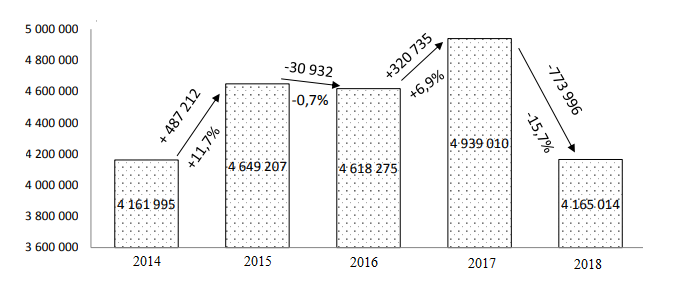 5 000 000
4 800 000
4 600 000
4 400 000
4 200 000
4 000 000
3 800 000
3 600 000
+ 487 212
+11,7%
-30 932
-0,7%
+320 735
+6,9%
-773 996
-15,7%
4 161 995
4 649 207
4 618 275
4 939 010
4 165 014
2014
2015
2016
2017
2018